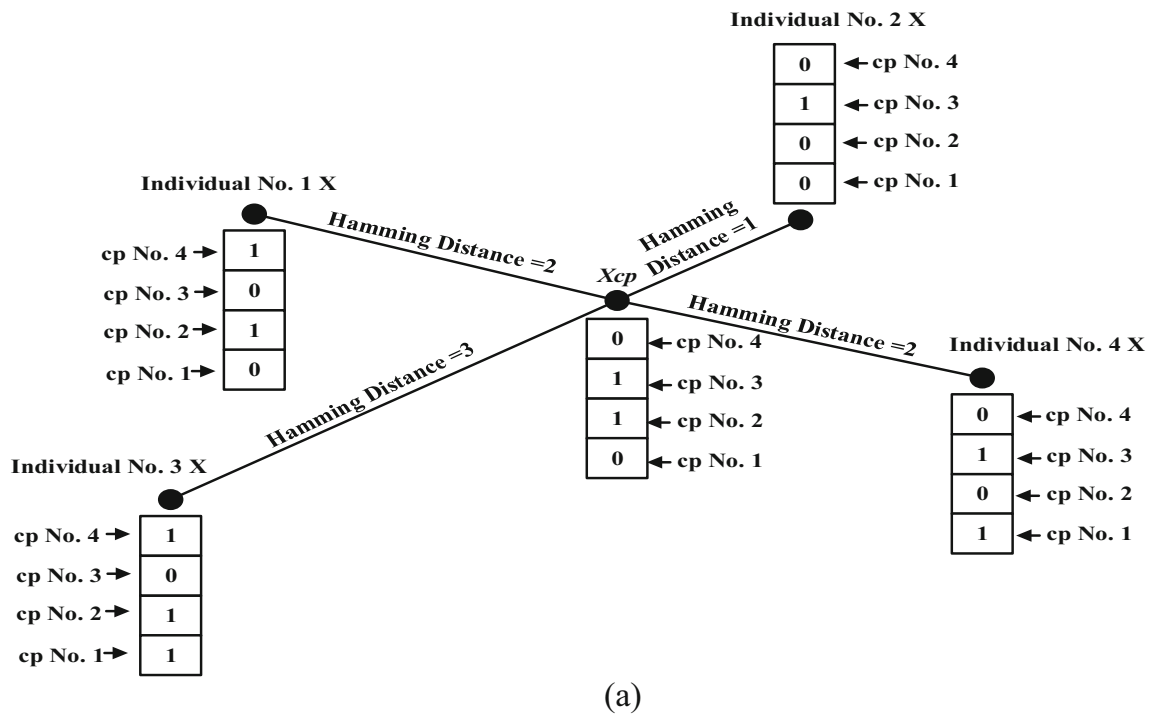 Individual No. 2 X
0 cp No. 4
1 cp No. 3
0 cp No. 2
0 cp No. 1
Individual No. 1 X
cp No. 4 1
cp No. 3 0
cp No. 2 1
cp No. 1 0
Hamming Distance =2
Hamming
Distance =1
Xcp
0 cp No. 4
1 cp No. 3
1 cp No. 2
0 cp No. 1
Hamming Distance =2
Individual No. 4 X
0 cp No. 4
1 cp No. 3
0 cp No. 2
1 cp No. 1
Hamming Distance =3
Individual No. 3 X
cp No. 4 1
cp No. 3 0
cp No. 2 1
cp No. 1 1
(a)